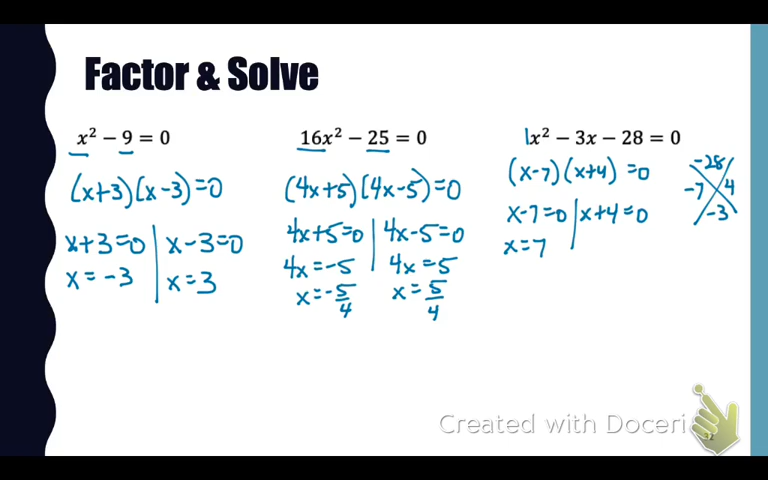 Factor & Solve
x² − 9 = 0
(x+3)(x-3)=0
x+3=0 | x-3=0
x=-3 | x=3
16x² − 25 = 0
(4x+5)(4x-5)=0
4x+5=0 | 4x-5=0
4x=-5 | 4x=5
x=-5/4 | x=5/4
1x² − 3x − 28 = 0
(x-7)(x+4)=0
x-7=0 | x+4=0
x=7
-28
-7 4
-3
Created with Doceri